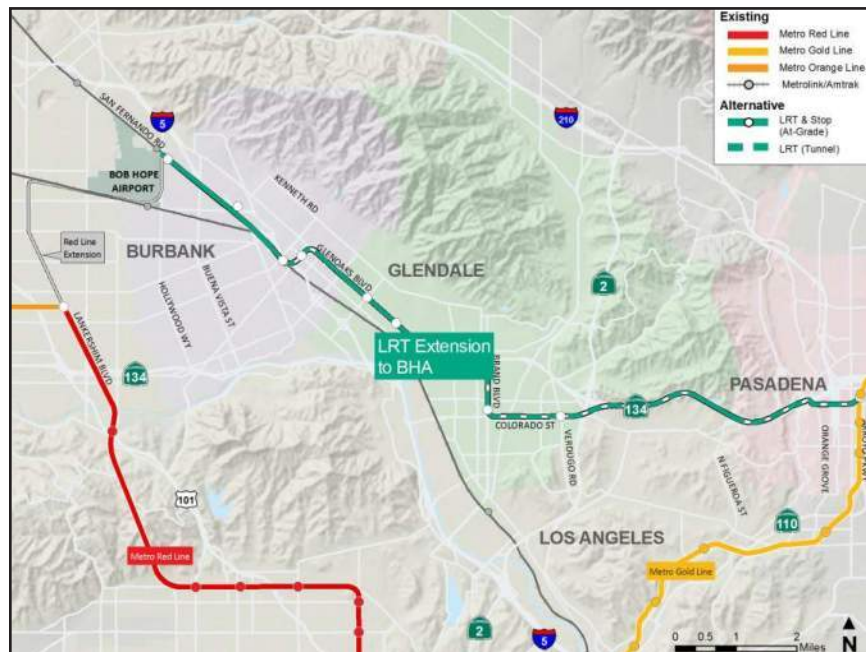 Existing
Metro Red Line
Metro Gold Line
Metro Orange Line
Metrolink/Amtrak
Alternative
LRT & Stop
(At-Grade)
LRT (Tunnel)
SAN FERNANDO RD
5
210
BOB HOPE
AIRPORT
KENNETH RD
Red Line
Extension
BURBANK
BUENA VISTA ST
HOLLYWOOD WY
GLENOAKS BLVD
GLENDALE
2
LANKERSHIM BLVD
134
LRT Extension
to BHA
BRAND BLVD
COLORADO ST
VERDUGO RD
134
PASADENA
N FIGUEROA ST
ORANGE GROVE
ARROYO PKWY
101
LOS ANGELES
110
Metro Red Line
Metro Gold Line
2
5
0 0.5 1 2
Miles
N